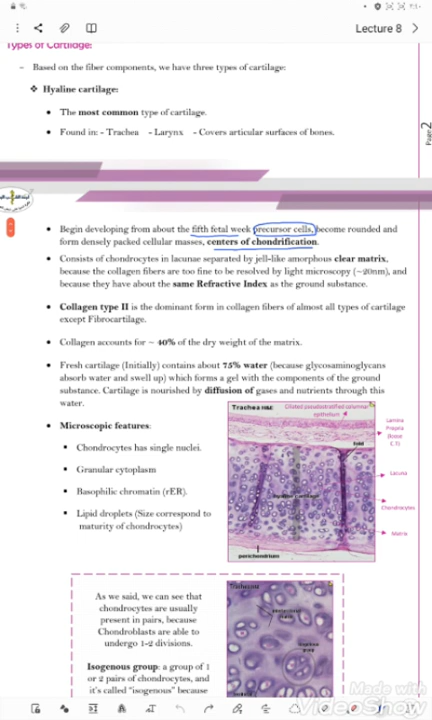 Lecture 8
Types of Cartilage:
- Based on the fiber components, we have three types of cartilage:
❖ Hyaline cartilage:
• The most common type of cartilage.
• Found in: - Trachea - Larynx - Covers articular surfaces of bones.
Page2
• Begin developing from about the fifth fetal week precursor cells, become rounded and
form densely packed cellular masses, centers of chondrification.
• Consists of chondrocytes in lacunae separated by jell-like amorphous clear matrix,
because the collagen fibers are too fine to be resolved by light microscopy (~20nm), and
because they have about the same Refractive Index as the ground substance.
• Collagen type II is the dominant form in collagen fibers of almost all types of cartilage
except Fibrocartilage.
• Collagen accounts for ~ 40% of the dry weight of the matrix.
• Fresh cartilage (Initially) contains about 75% water (because glycosaminoglycans
absorb water and swell up) which forms a gel with the components of the ground
substance. Cartilage is nourished by diffusion of gases and nutrients through this
water.
• Microscopic features:
▪ Chondrocytes has single nuclei.
▪ Granular cytoplasm
▪ Basophilic chromatin (rER).
▪ Lipid droplets (Size correspond to
maturity of chondrocytes)
Trachea H&E
Ciliated pseudostratified columnar
epithelium
Lamina
Propria
fold
Lacuna
hyaline cartilage
Chondrocytes
Matrix
perichondrium
As we said, we can see that
chondrocytes are usually
present in pairs, because
Chondroblasts are able to
undergo 1-2 divisions.
Isogenous group: a group of 1
or 2 pairs of chondrocytes, and
it's called "isogenous" because
Made with
VideoShow